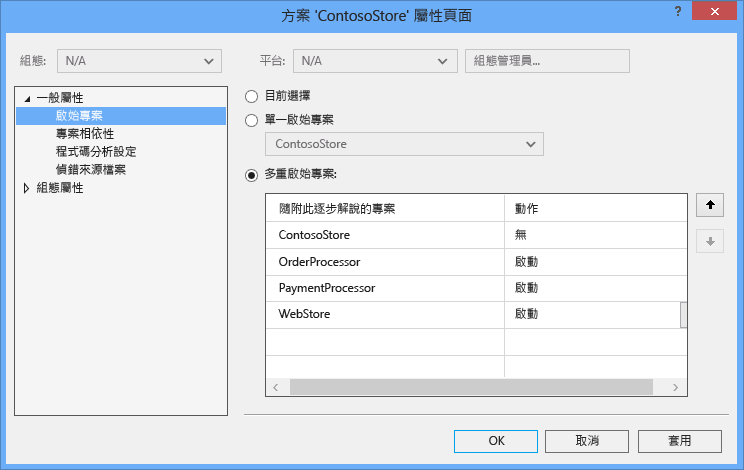 方案 'ContosoStore' 屬性頁面
?
組態: N/A 平台: N/A 組態管理員...
一般屬性
啟始專案
專案相依性
程式碼分析設定
偵錯來源檔案
組態屬性
目前選擇
單一啟始專案
ContosoStore
多重啟始專案:
隨附此逐步解說的專案 動作
ContosoStore 無
OrderProcessor 啟動
PaymentProcessor 啟動
WebStore 啟動
OK 取消 套用